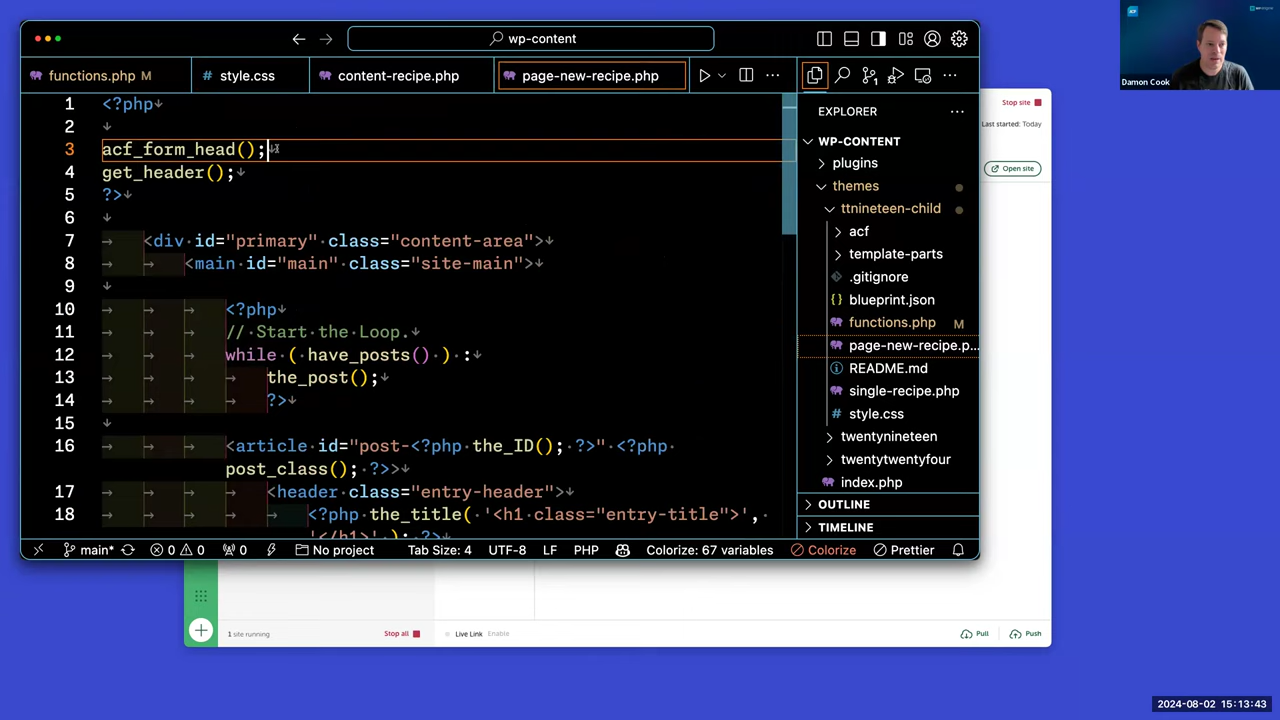 wp-content
functions.php M
style.css
content-recipe.php
page-new-recipe.php
1 <?php
2
3 acf_form_head();
4 get_header();
5 ?>
6
7 <div id="primary" class="content-area">
8 <main id="main" class="site-main">
9
10 <?php
11 // Start the Loop.
12 while ( have_posts() ) :
13 the_post();
14 ?>
15
16 <article id="post-<?php the_ID(); ?>" <?php
post_class(); ?>>
17 <header class="entry-header">
18 <?php the_title( '<h1 class="entry-title">',
'</h1>' ); ?>
EXPLORER
WP-CONTENT
plugins
themes
ttnineteen-child
acf
template-parts
.gitignore
blueprint.json
functions.php M
page-new-recipe.p...
README.md
single-recipe.php
style.css
twentynineteen
twentytwentyfour
index.php
OUTLINE
TIMELINE
main*
0 0
0
No project
Tab Size: 4
UTF-8
LF
PHP
Colorize: 67 variables
Colorize
Prettier
Damon Cook
Stop site
Last started: Today
Open site
1 site running
Stop all
Live Link Enable
Pull
Push
2024-08-02 15:13:43